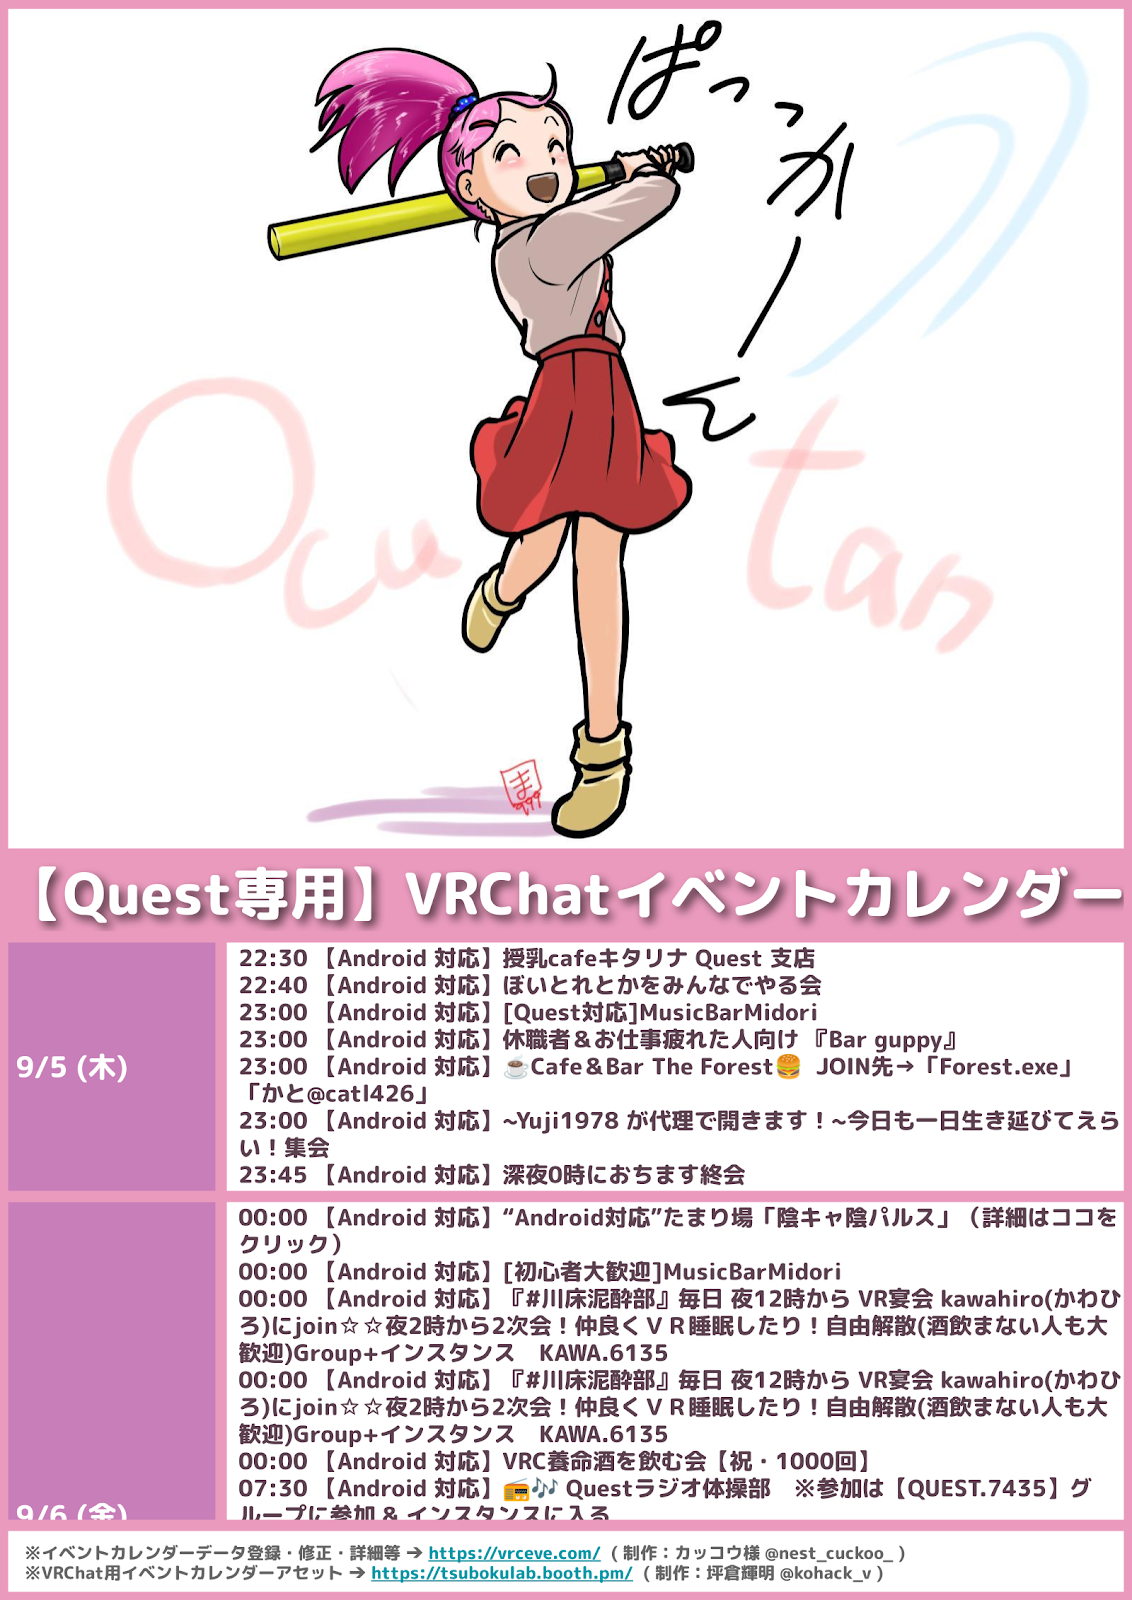 ぱっっかーん
Ocu tan
ま
999
【Quest専用】VRChatイベントカレンダー
9/5 (木)
22:30 【Android 対応】授乳cafeキタリナ Quest 支店
22:40 【Android 対応】ぼいとれとかをみんなでやる会
23:00 【Android 対応】[Quest対応]MusicBarMidori
23:00 【Android 対応】休職者＆お仕事疲れた人向け 『Bar guppy』
23:00 【Android 対応】☕Cafe＆Bar The Forest🍔 JOIN先→「Forest.exe」
「かと@catl426」
23:00 【Android 対応】~Yuji1978 が代理で開きます！~今日も一日生き延びてえら
い！集会
23:45 【Android 対応】深夜0時におちます終会
9/6 (金)
00:00 【Android 対応】“Android対応”たまり場「陰キャ陰パルス」（詳細はココを
クリック）
00:00 【Android 対応】[初心者大歓迎]MusicBarMidori
00:00 【Android 対応】『#川床泥酔部』毎日 夜12時から VR宴会 kawahiro(かわひ
ろ)にjoin☆☆夜2時から2次会！仲良くＶＲ睡眠したり！自由解散(酒飲まない人も大
歓迎)Group+インスタンス　KAWA.6135
00:00 【Android 対応】『#川床泥酔部』毎日 夜12時から VR宴会 kawahiro(かわひ
ろ)にjoin☆☆夜2時から2次会！仲良くＶＲ睡眠したり！自由解散(酒飲まない人も大
歓迎)Group+インスタンス　KAWA.6135
00:00 【Android 対応】VRC養命酒を飲む会【祝・1000回】
07:30 【Android 対応】📻🎶 Questラジオ体操部　※参加は【QUEST.7435】グ
ループに参加 & インスタンスに入る
※イベントカレンダーデータ登録・修正・詳細等 → https://vrceve.com/ ( 制作：カッコウ様 @nest_cuckoo_ )
※VRChat用イベントカレンダーアセット → https://tsubokulab.booth.pm/ ( 制作：坪倉輝明 @kohack_v )